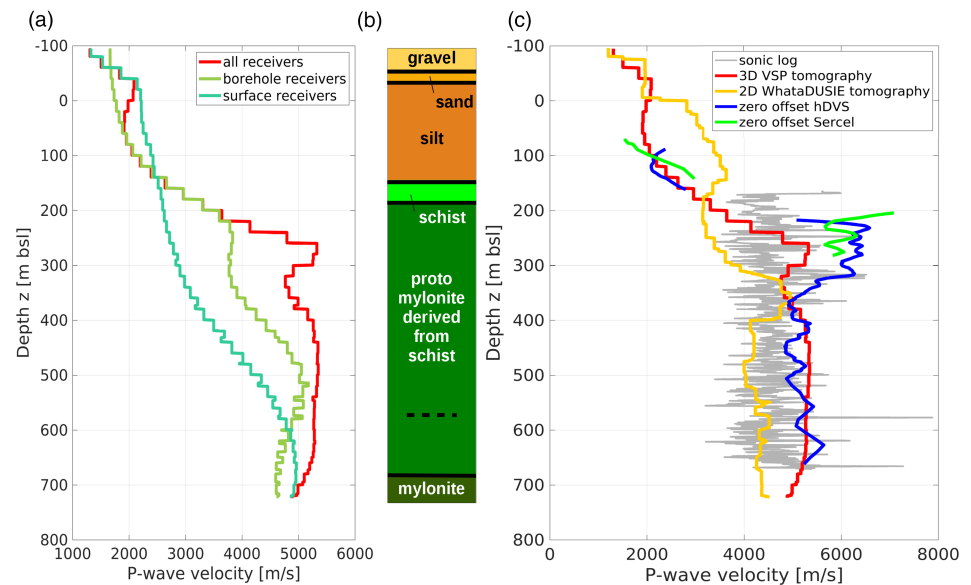 (a)
(b)
(c)
-100
0
100
200
300
400
500
600
700
800
Depth z [m bsl]
1000
2000
3000
4000
5000
6000
P-wave velocity [m/s]
all receivers
borehole receivers
surface receivers
gravel
sand
silt
schist
proto
mylonite
derived
from
schist
mylonite
-100
0
100
200
300
400
500
600
700
800
Depth z [m bsl]
0
2000
4000
6000
8000
P-wave velocity [m/s]
sonic log
3D VSP tomography
2D WhataDUSIE tomography
zero offset hDVS
zero offset Sercel